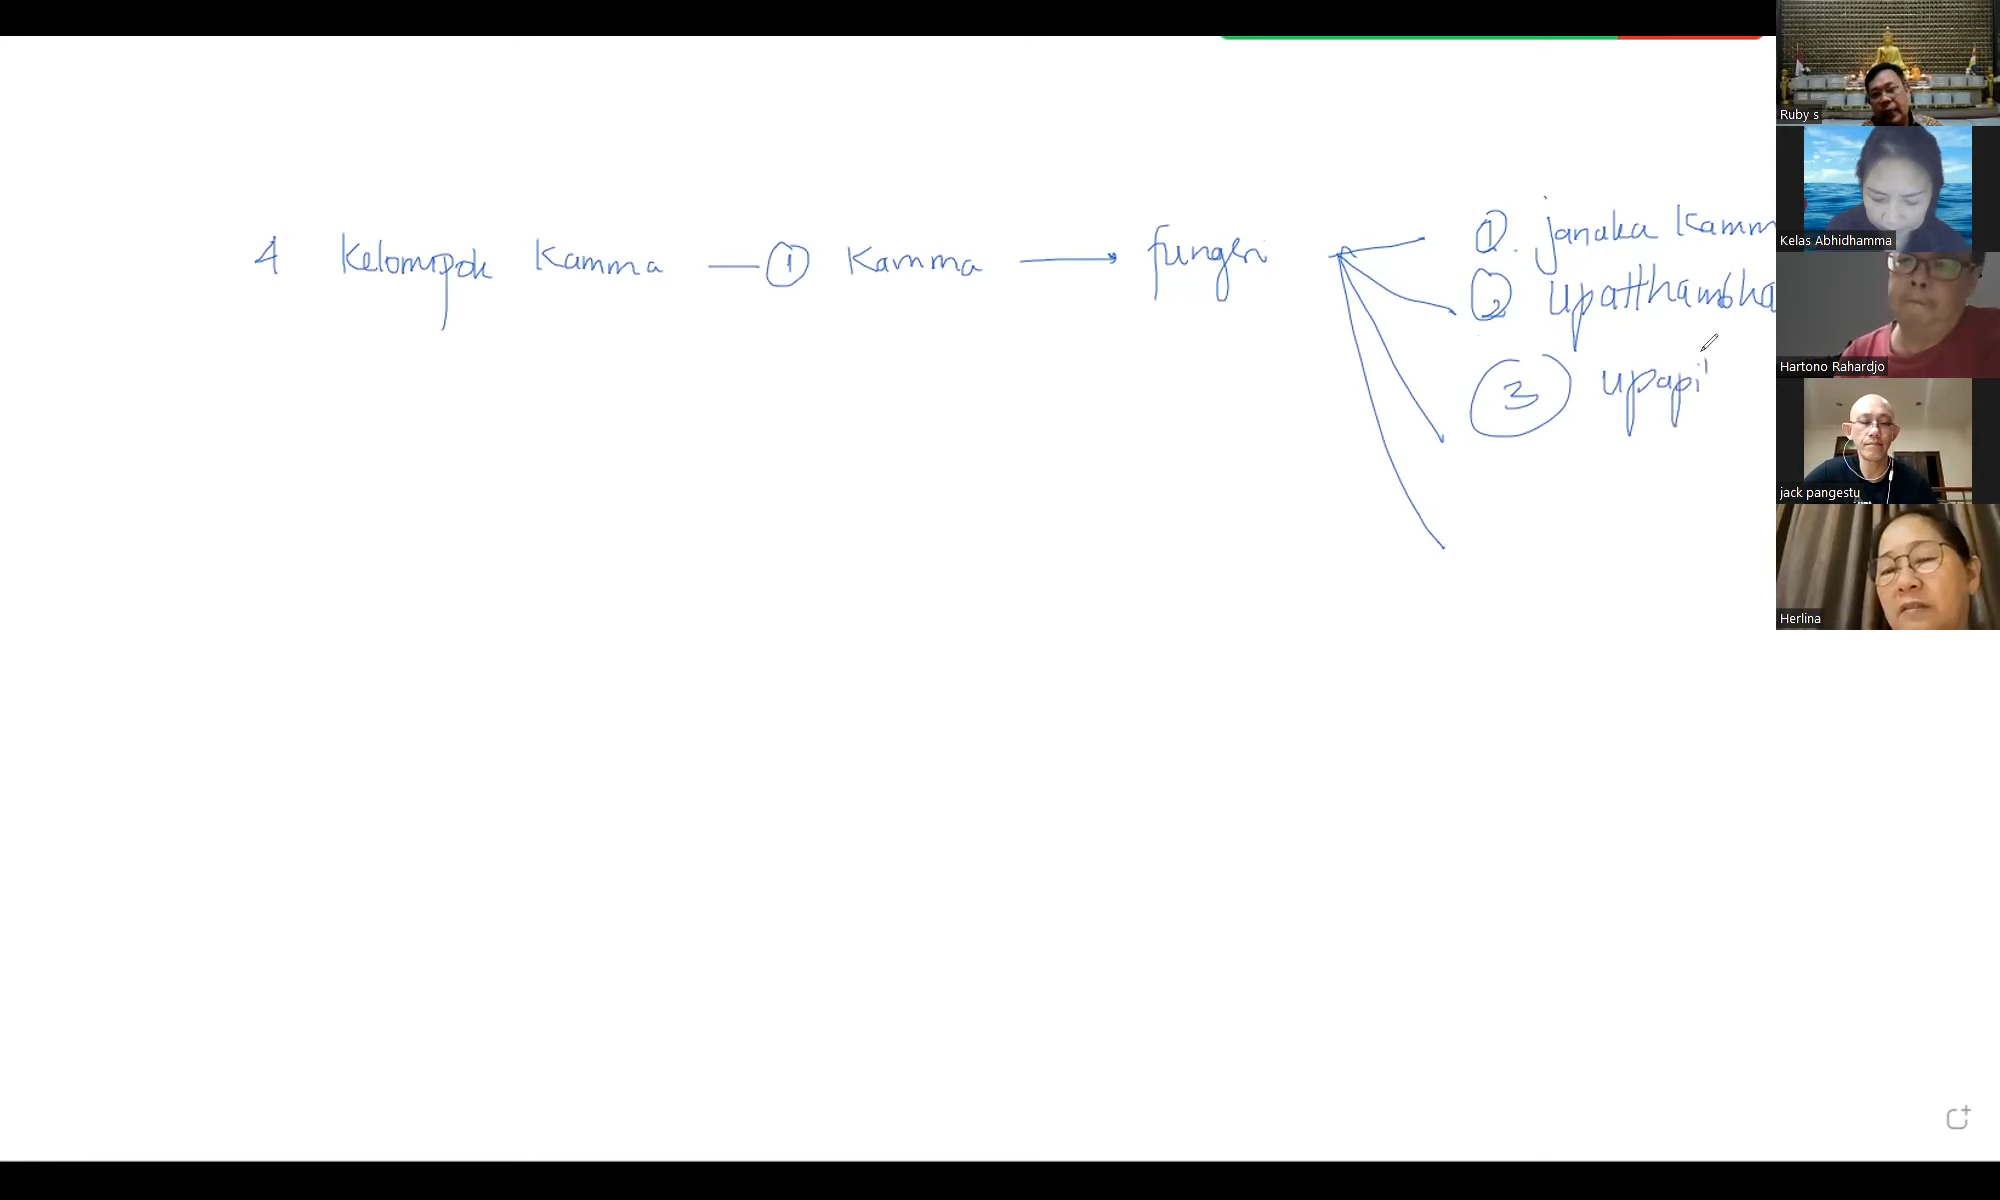 4 Kelompok Kamma — ① Kamma → fungsi
①. janaka Kamm
② upatthambha
③ upapi
Ruby s
Kelas Abhidhamma
Hartono Rahardjo
jack pangestu
Herlina